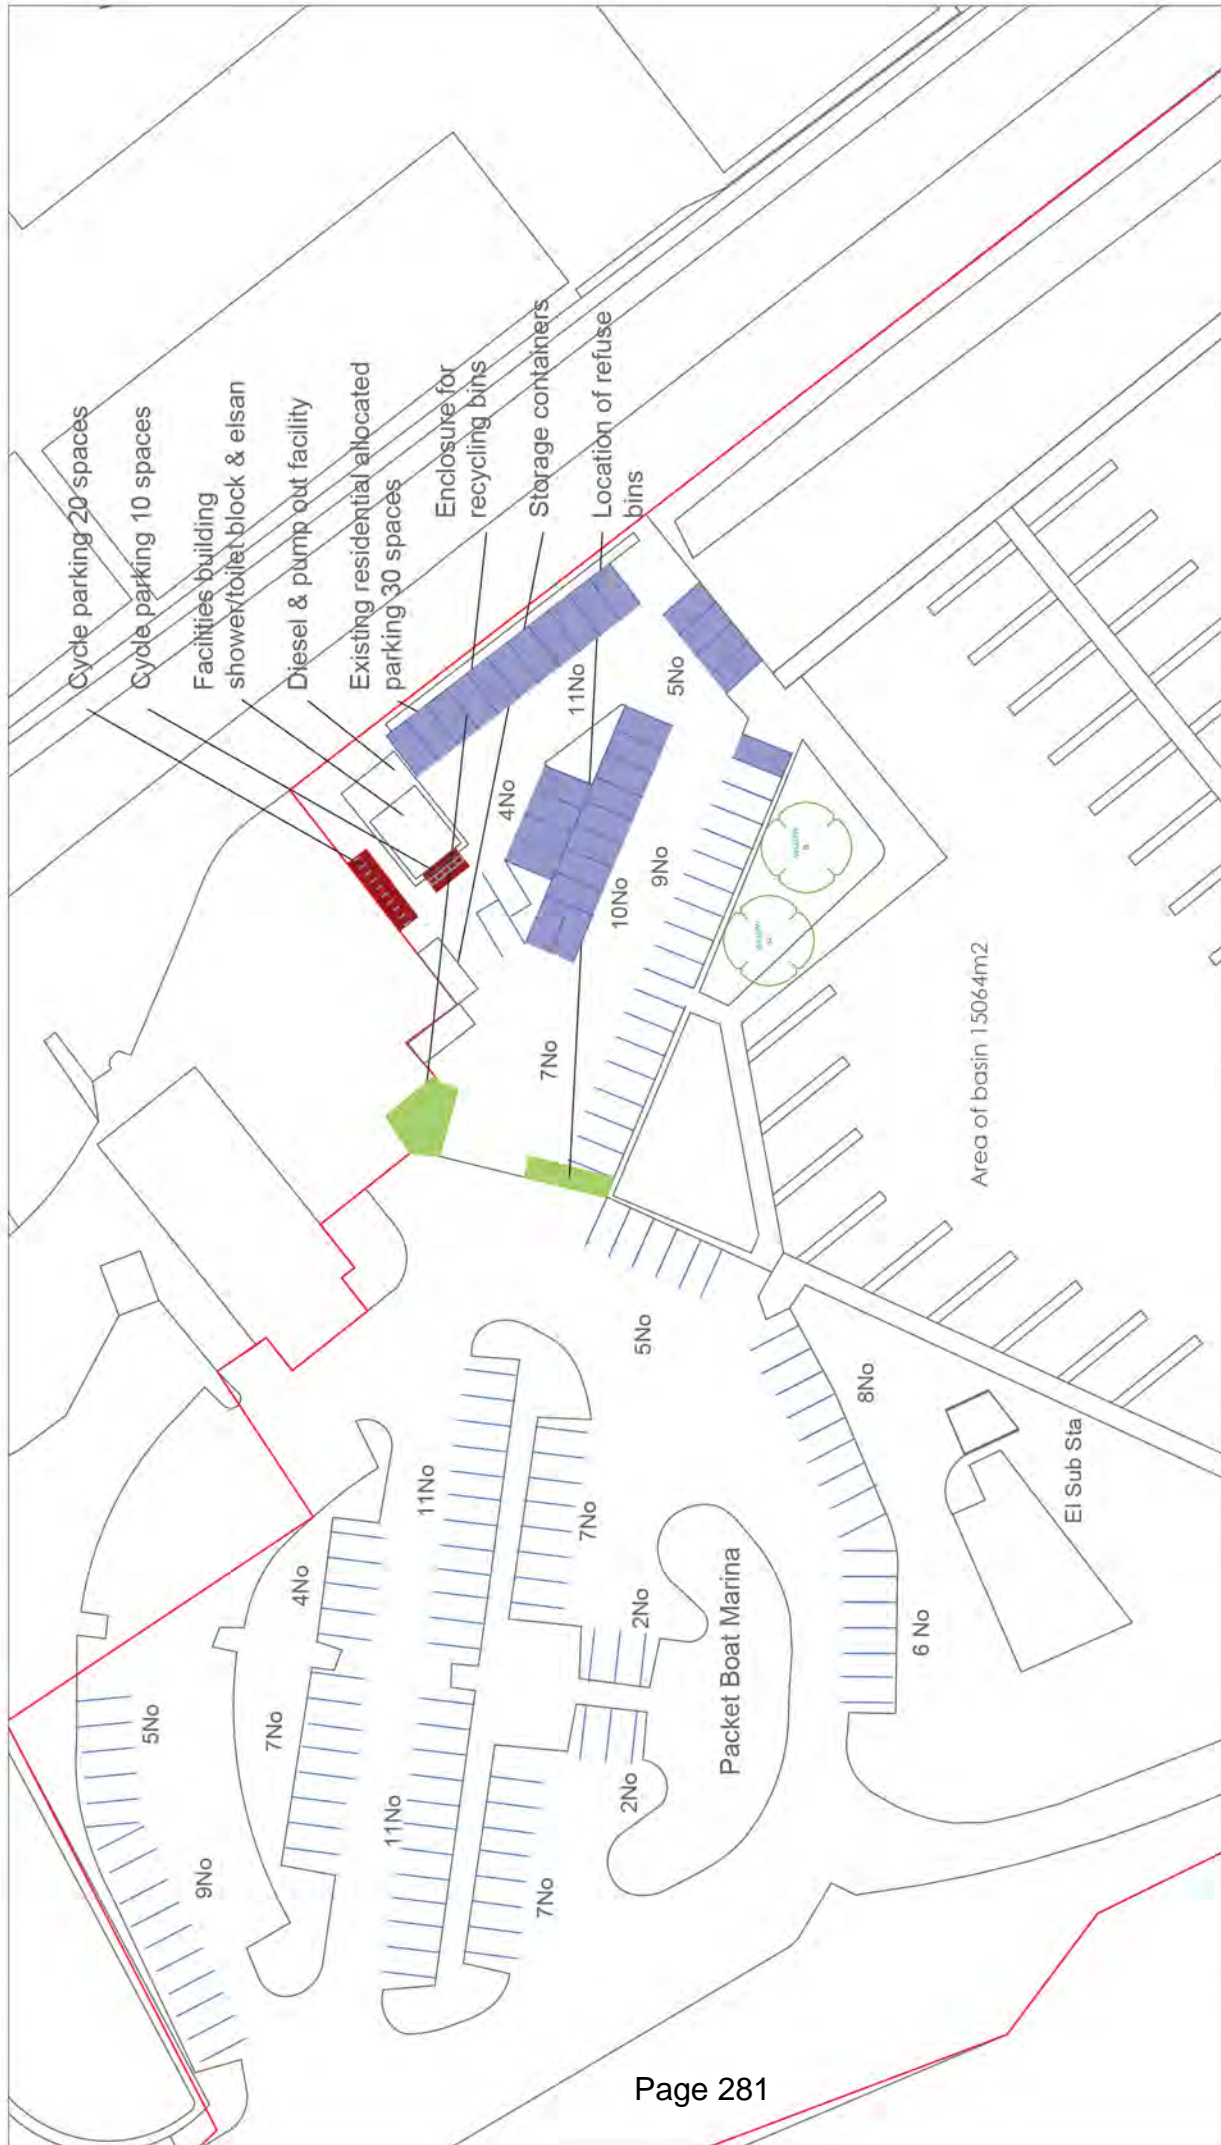 Cycle parking 20 spaces
Cycle parking 10 spaces
Facilities building
shower/toilet block & elsan
Diesel & pump out facility
Existing residential allocated
parking 30 spaces
Enclosure for
recycling bins
Storage containers
Location of refuse
bins
11No
5No
4No
10No
9No
7No
Area of basin 15064m2
5No
8No
El Sub Sta
6 No
11No
7No
4No
2No
Packet Boat Marina
2No
7No
5No
11No
7No
9No
Page 281